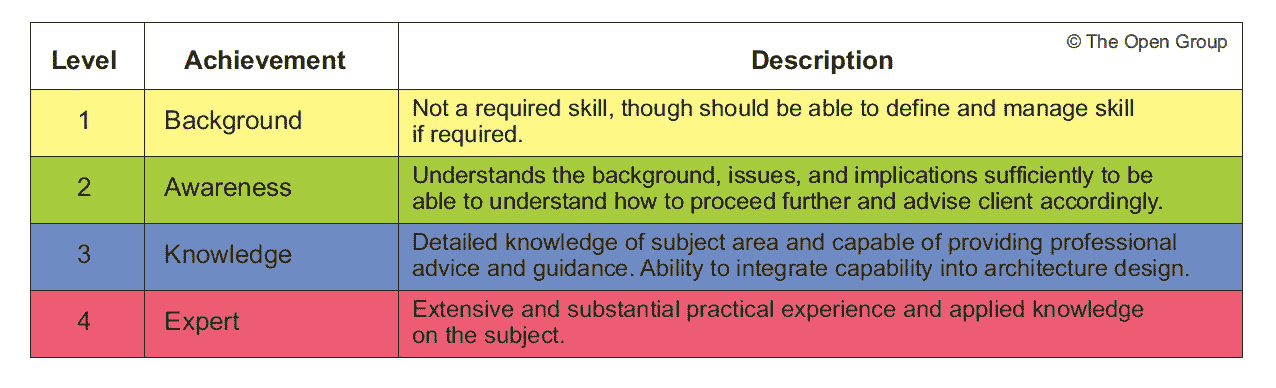 © The Open Group
Level Achievement Description
1 Background Not a required skill, though should be able to define and manage skill
if required.
2 Awareness Understands the background, issues, and implications sufficiently to be
able to understand how to proceed further and advise client accordingly.
3 Knowledge Detailed knowledge of subject area and capable of providing professional
advice and guidance. Ability to integrate capability into architecture design.
4 Expert Extensive and substantial practical experience and applied knowledge
on the subject.